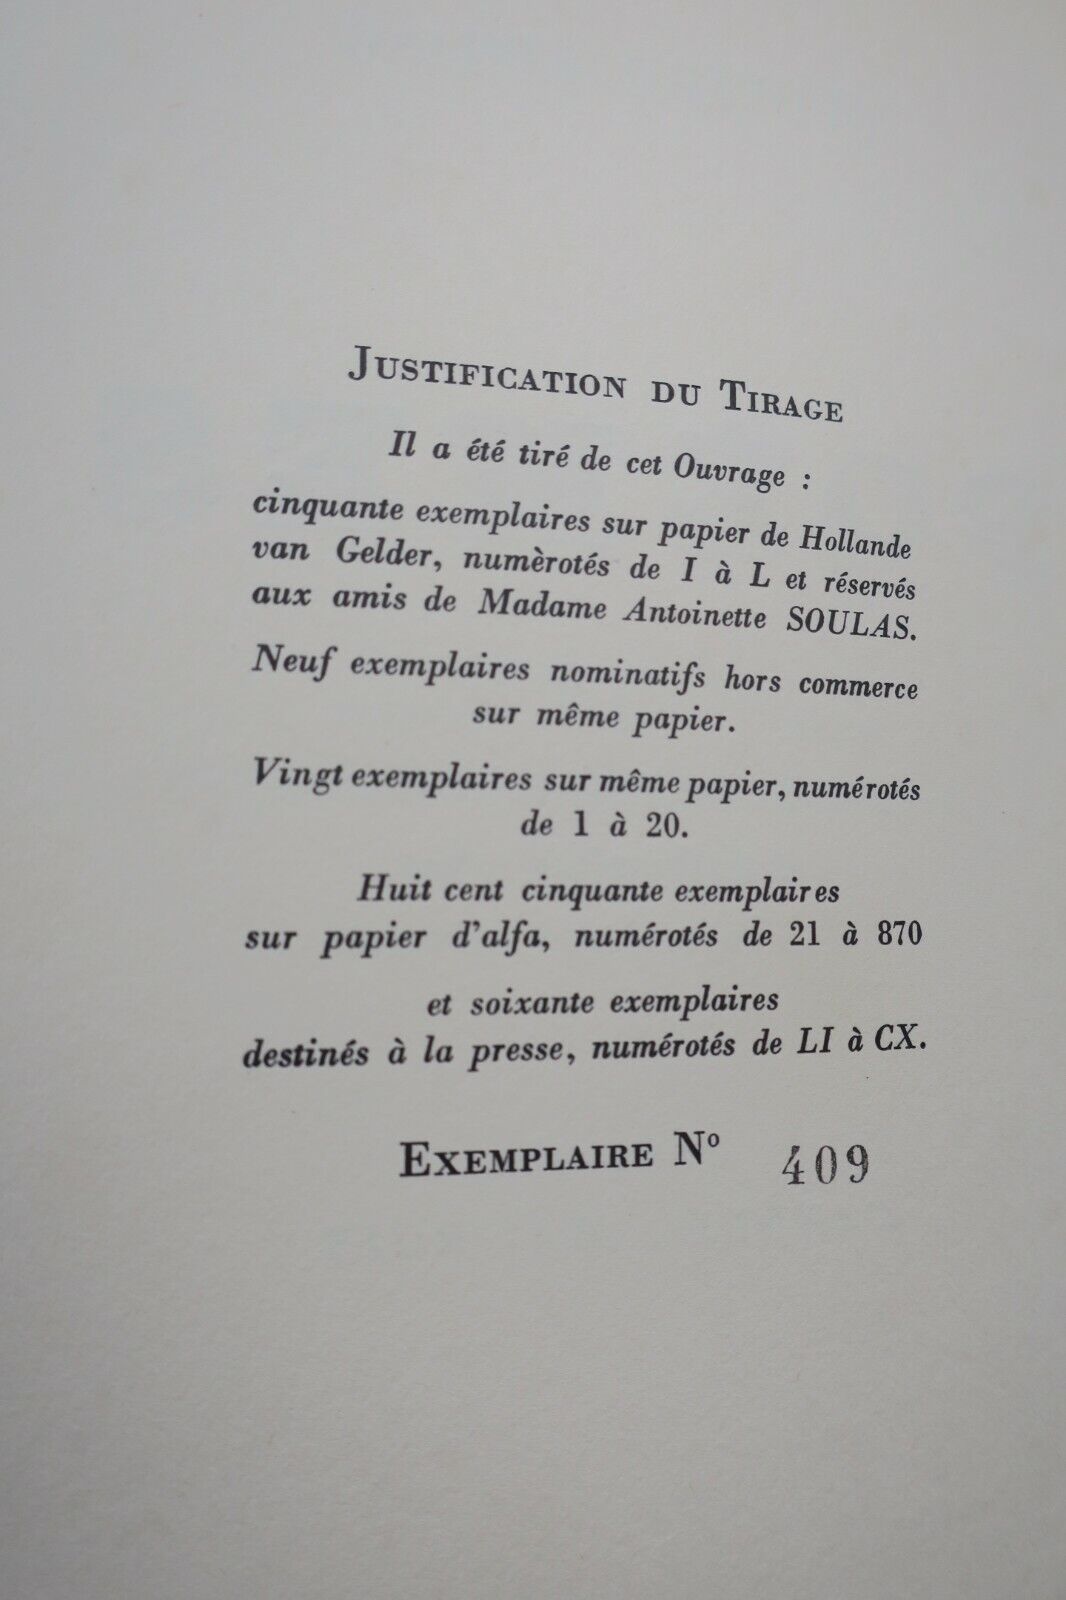 JUSTIFICATION DU TIRAGE
Il a été tiré de cet Ouvrage :
cinquante exemplaires sur papier de Hollande
van Gelder, numèrotés de I à L et réservés
aux amis de Madame Antoinette SOULAS.
Neuf exemplaires nominatifs hors commerce
sur même papier.
Vingt exemplaires sur même papier, numérotés
de 1 à 20.
Huit cent cinquante exemplaires
sur papier d'alfa, numérotés de 21 à 870
et soixante exemplaires
destinés à la presse, numérotés de LI à CX.
EXEMPLAIRE Nº 409